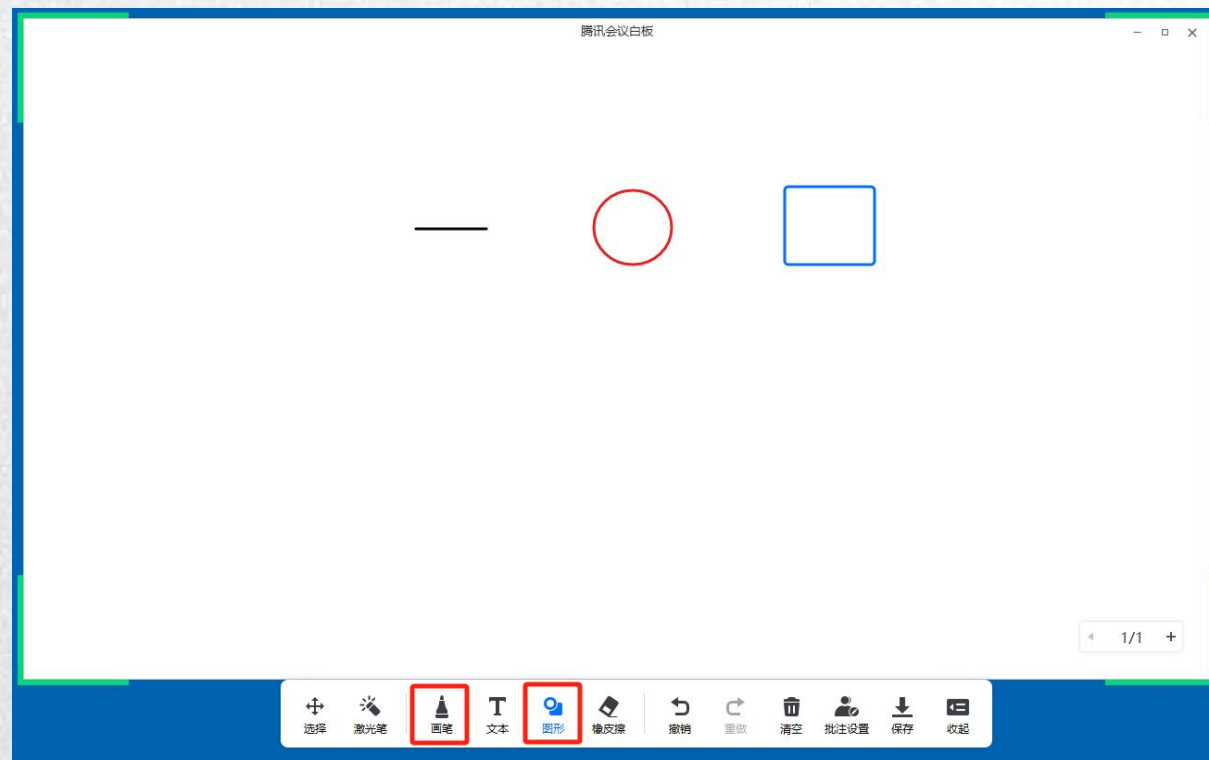 腾讯会议白板
1/1 +
选择 激光笔 画笔 T 文本 图形 橡皮擦 撤销 重做 清空 批注设置 保存 收起